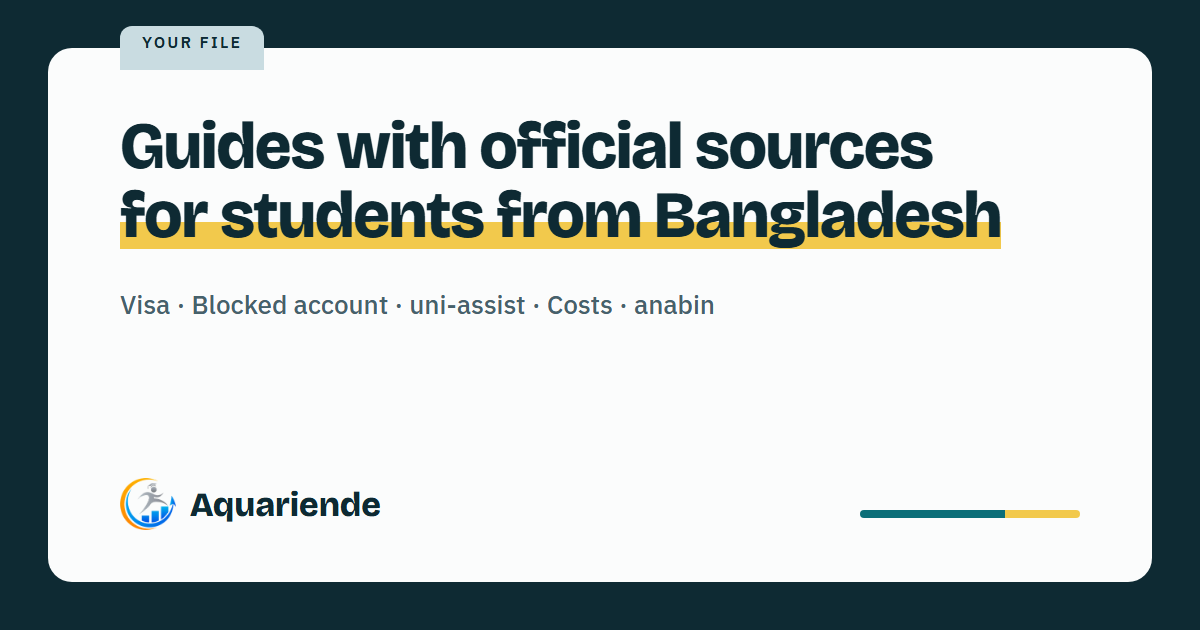 YOUR FILE
Guides with official sources
for students from Bangladesh
Visa · Blocked account · uni-assist · Costs · anabin
Aquariende